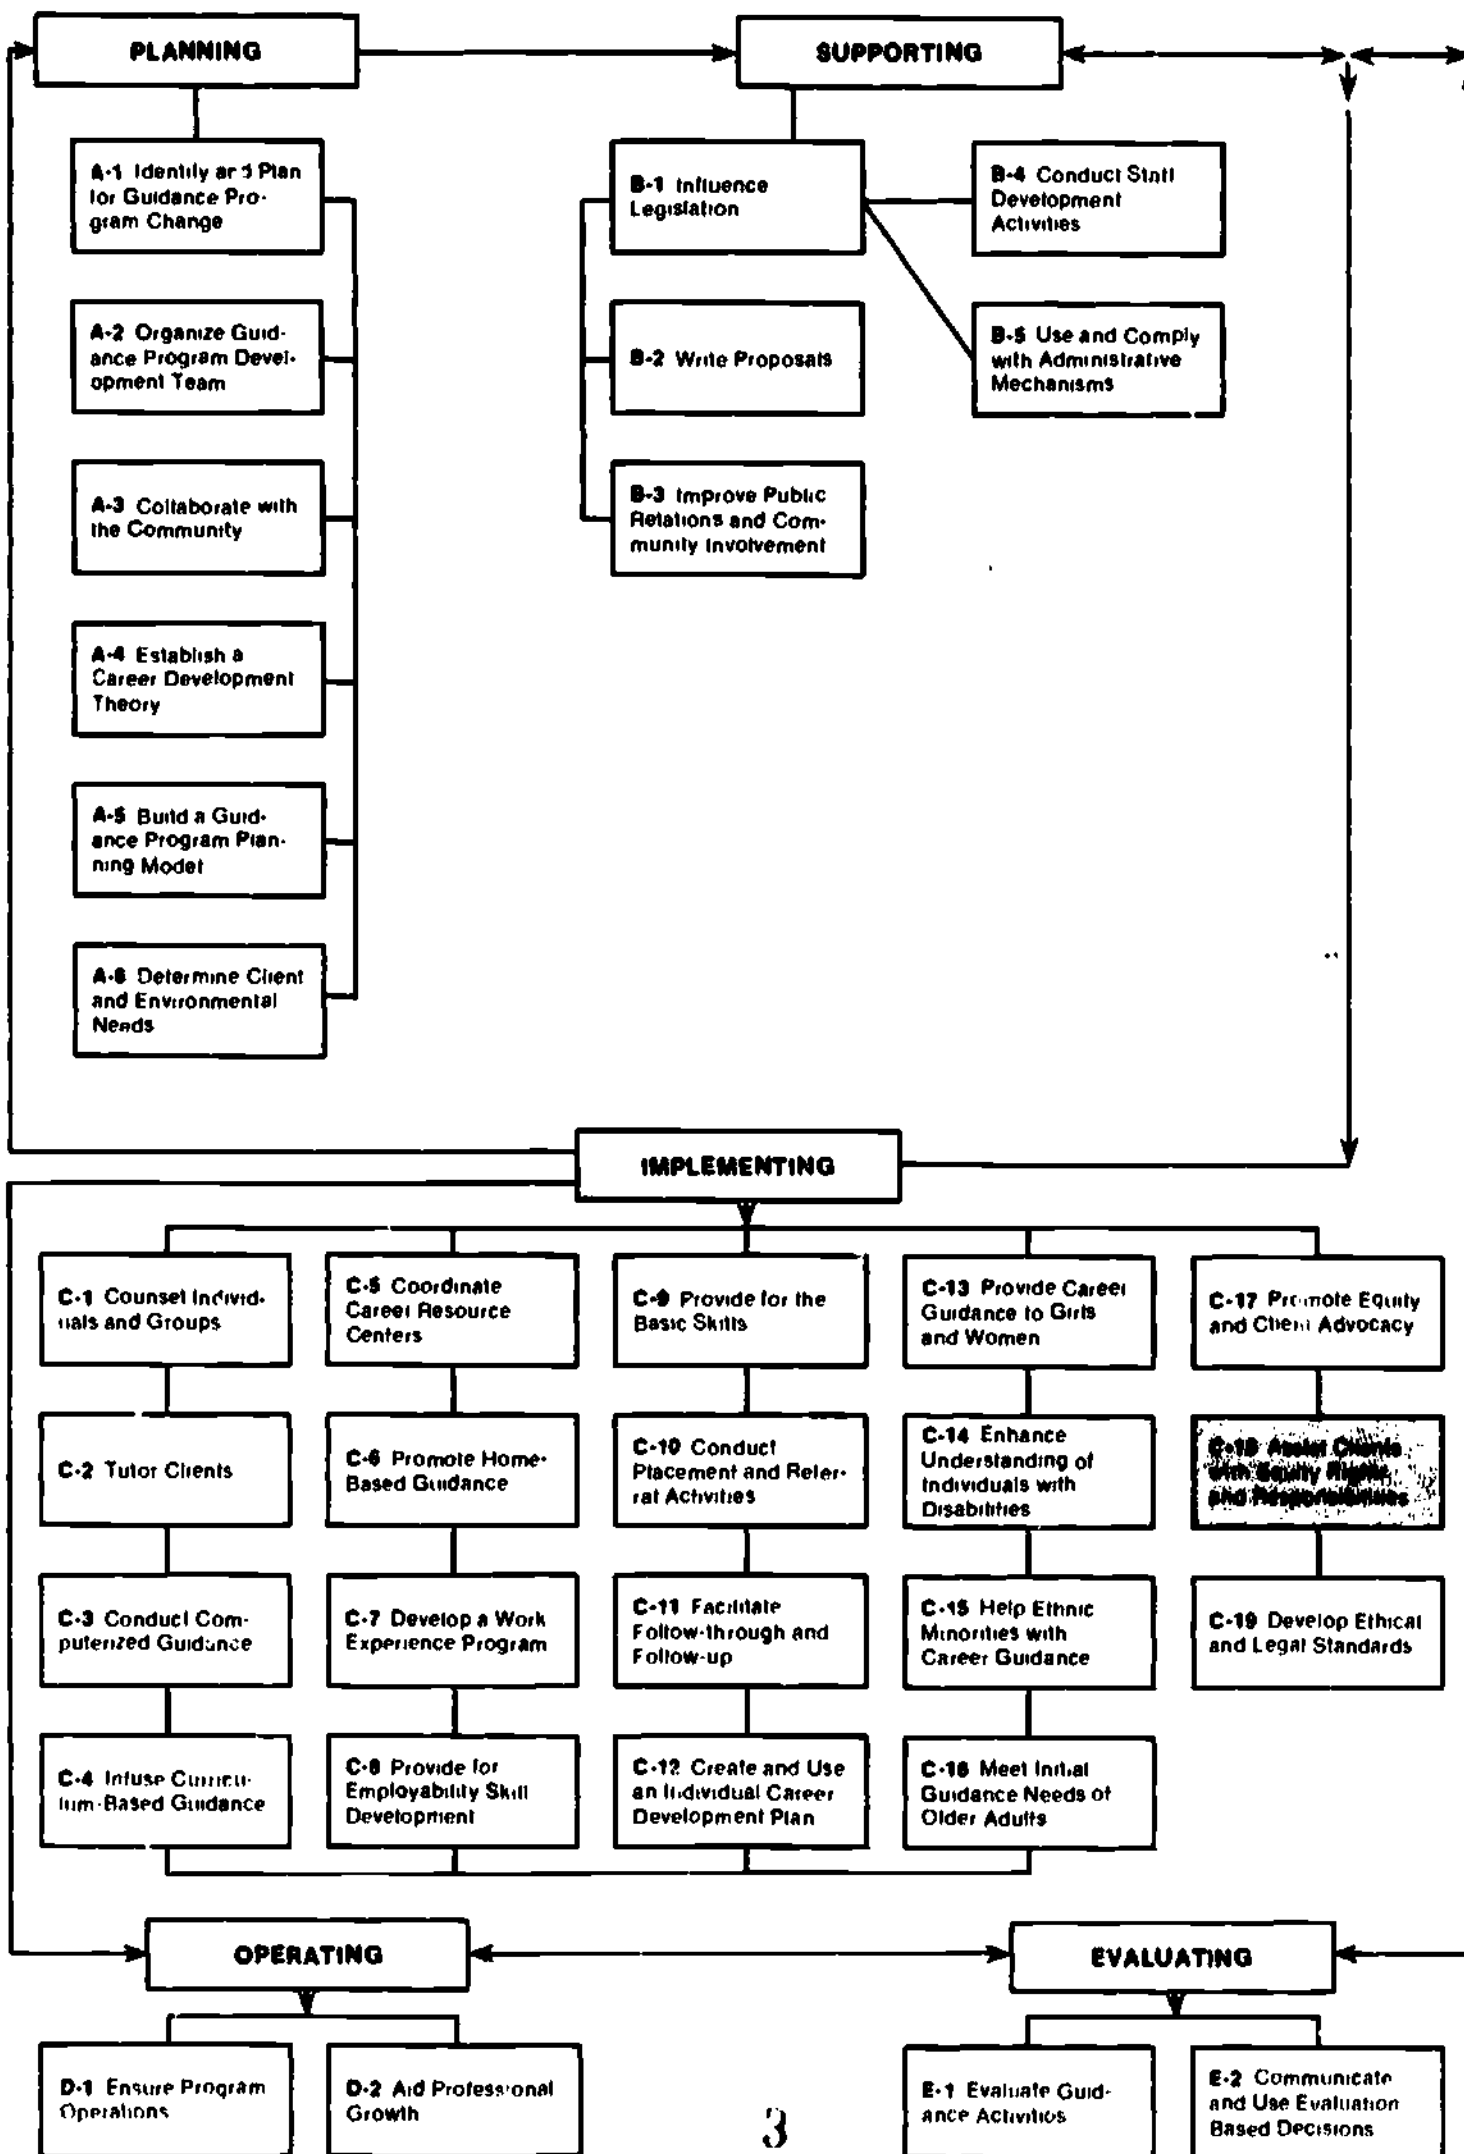 PLANNING
SUPPORTING
A-1 Identify and Plan
for Guidance Pro-
gram Change
A-2 Organize Guid-
ance Program Devel-
opment Team
A-3 Collaborate with
the Community
A-4 Establish a
Career Development
Theory
A-5 Build a Guid-
ance Program Plan-
ning Model
A-6 Determine Client
and Environmental
Needs
B-1 Influence
Legislation
B-2 Write Proposals
B-3 Improve Public
Relations and Com-
munity Involvement
B-4 Conduct Staff
Development
Activities
B-5 Use and Comply
with Administrative
Mechanisms
IMPLEMENTING
C-1 Counsel Individ-
uals and Groups
C-2 Tutor Clients
C-3 Conduct Com-
puterized Guidance
C-4 Infuse Curricu-
lum-Based Guidance
C-5 Coordinate
Career Resource
Centers
C-6 Promote Home-
Based Guidance
C-7 Develop a Work
Experience Program
C-8 Provide for
Employability Skill
Development
C-9 Provide for the
Basic Skills
C-10 Conduct
Placement and Refer-
ral Activities
C-11 Facilitate
Follow-through and
Follow-up
C-12 Create and Use
an Individual Career
Development Plan
C-13 Provide Career
Guidance to Girls
and Women
C-14 Enhance
Understanding of
Individuals with
Disabilities
C-15 Help Ethnic
Minorities with
Career Guidance
C-16 Meet Initial
Guidance Needs of
Older Adults
C-17 Promote Equity
and Client Advocacy
C-18 Assist Clients
with Equity Rights
and Responsibilities
C-19 Develop Ethical
and Legal Standards
OPERATING
EVALUATING
D-1 Ensure Program
Operations
D-2 Aid Professional
Growth
E-1 Evaluate Guid-
ance Activities
E-2 Communicate
and Use Evaluation
Based Decisions
3